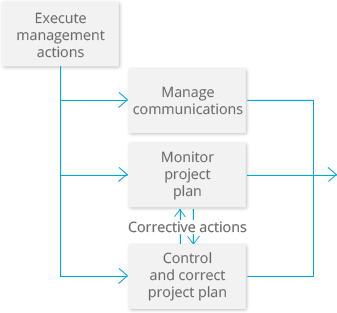 Execute
management
actions
Manage
communications
Monitor
project
plan
Corrective actions
Control
and correct
project plan